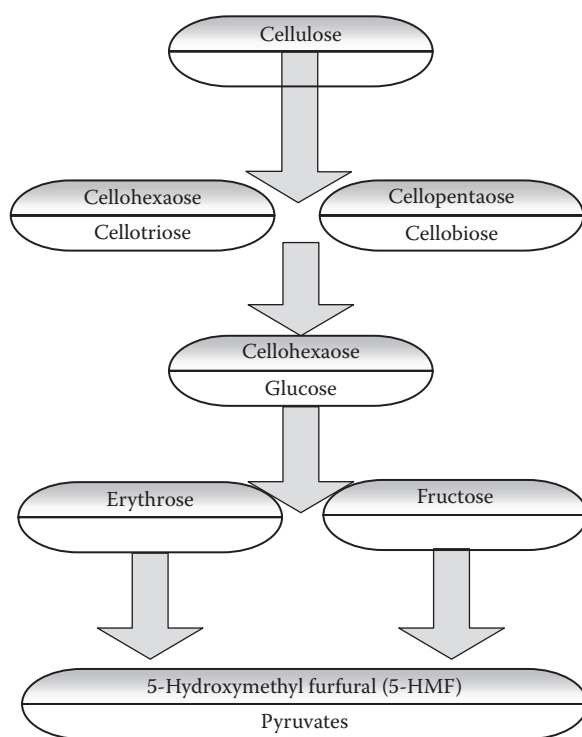 Cellulose
Cellohexaose
Cellotriose
Cellopentaose
Cellobiose
Cellohexaose
Glucose
Erythrose
Fructose
5-Hydroxymethyl furfural (5-HMF)
Pyruvates